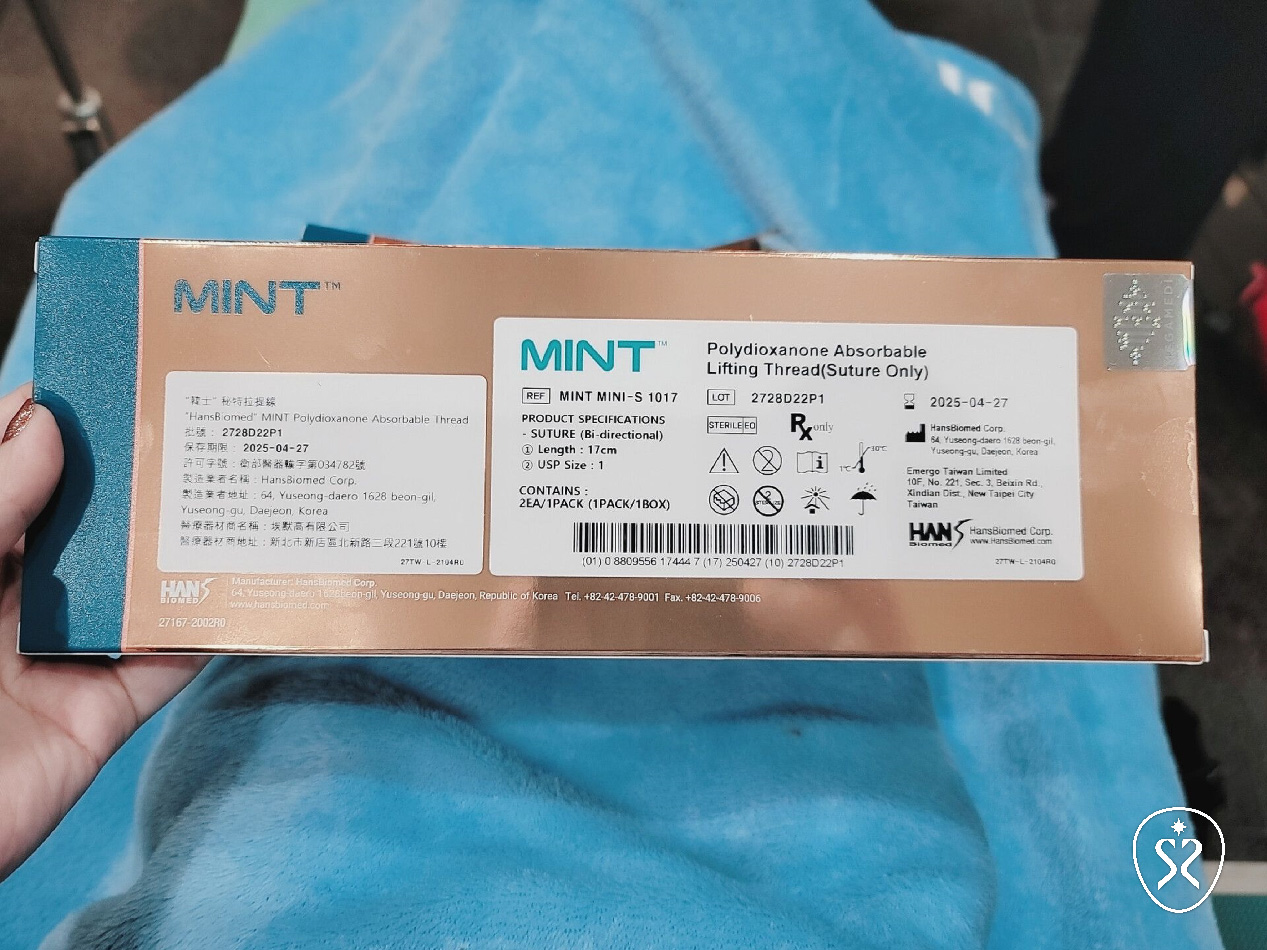 MINT™
"韓士" 秘特拉提線
"HansBiomed" MINT Polydioxanone Absorbable Thread
批號： 2728D22P1
保存期限： 2025-04-27
許可字號：衛部醫器輸字第034782號
製造業者名稱：HansBiomed Corp.
製造業者地址：64, Yuseong-daero 1628 beon-gil,
Yuseong-gu, Daejeon, Korea
醫療器材商名稱：埃默高有限公司
醫療器材商地址：新北市新店區北新路三段221號10樓
27TW-L-2104R0
HANS
BIOMED
Manufacturer: HansBiomed Corp.
64, Yuseong-daero 1628beon-gil, Yuseong-gu, Daejeon, Republic of Korea Tel. +82-42-478-9001 Fax. +82-42-478-9006
www.hansbiomed.com
27167-2002R0
MINT™
Polydioxanone Absorbable
Lifting Thread(Suture Only)
REF MINT MINI-S 1017
LOT 2728D22P1
2025-04-27
PRODUCT SPECIFICATIONS
- SUTURE (Bi-directional)
① Length : 17cm
② USP Size : 1
CONTAINS :
2EA/1PACK (1PACK/1BOX)
STERILE EO
Rx only
1℃
30℃
HansBiomed Corp.
64, Yuseong-daero 1628 beon-gil,
Yuseong-gu, Daejeon, Korea
Emergo Taiwan Limited
10F, No. 221, Sec. 3, Beixin Rd.,
Xindian Dist., New Taipei City
Taiwan
(01) 0 8809556 17444 7 (17) 250427 (10) 2728D22P1
HANS
Biomed
HansBiomed Corp.
www.HansBiomed.com
27TW-L-2104R0